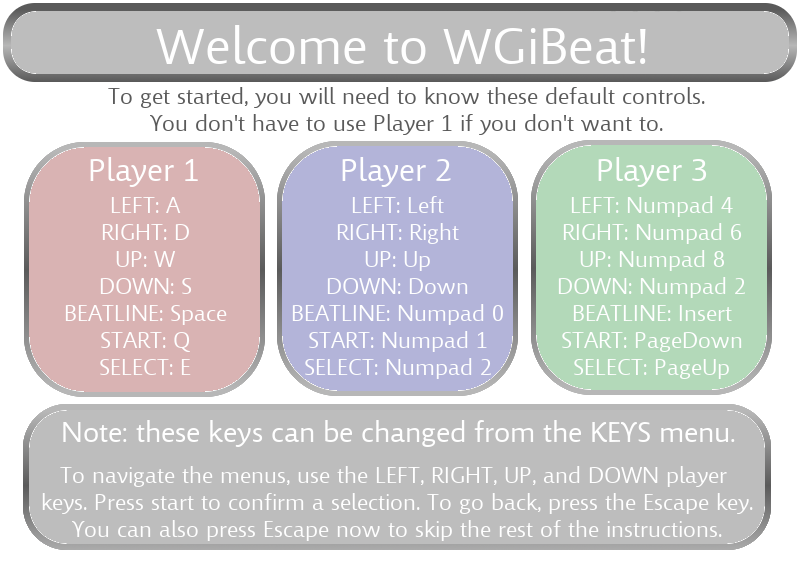 Welcome to WGiBeat!
To get started, you will need to know these default controls.
You don't have to use Player 1 if you don't want to.
Player 1
LEFT: A
RIGHT: D
UP: W
DOWN: S
BEATLINE: Space
START: Q
SELECT: E
Player 2
LEFT: Left
RIGHT: Right
UP: Up
DOWN: Down
BEATLINE: Numpad 0
START: Numpad 1
SELECT: Numpad 2
Player 3
LEFT: Numpad 4
RIGHT: Numpad 6
UP: Numpad 8
DOWN: Numpad 2
BEATLINE: Insert
START: PageDown
SELECT: PageUp
Note: these keys can be changed from the KEYS menu.
To navigate the menus, use the LEFT, RIGHT, UP, and DOWN player
keys. Press start to confirm a selection. To go back, press the Escape key.
You can also press Escape now to skip the rest of the instructions.